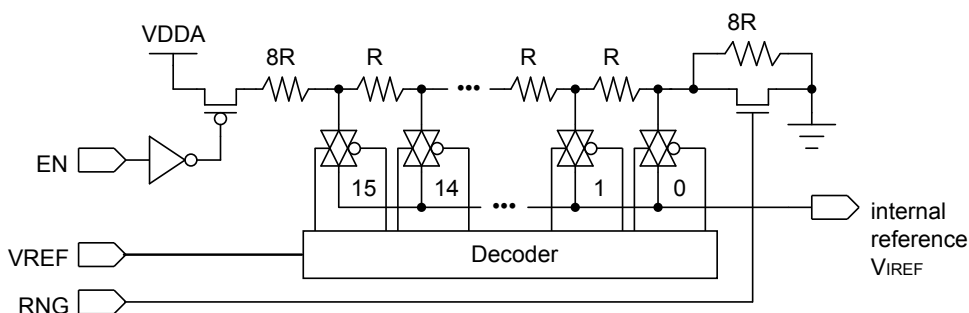 VDDA
8R
R
...
R
R
8R
EN
15
14
1
0
...
internal
reference
VIREF
VREF
Decoder
RNG